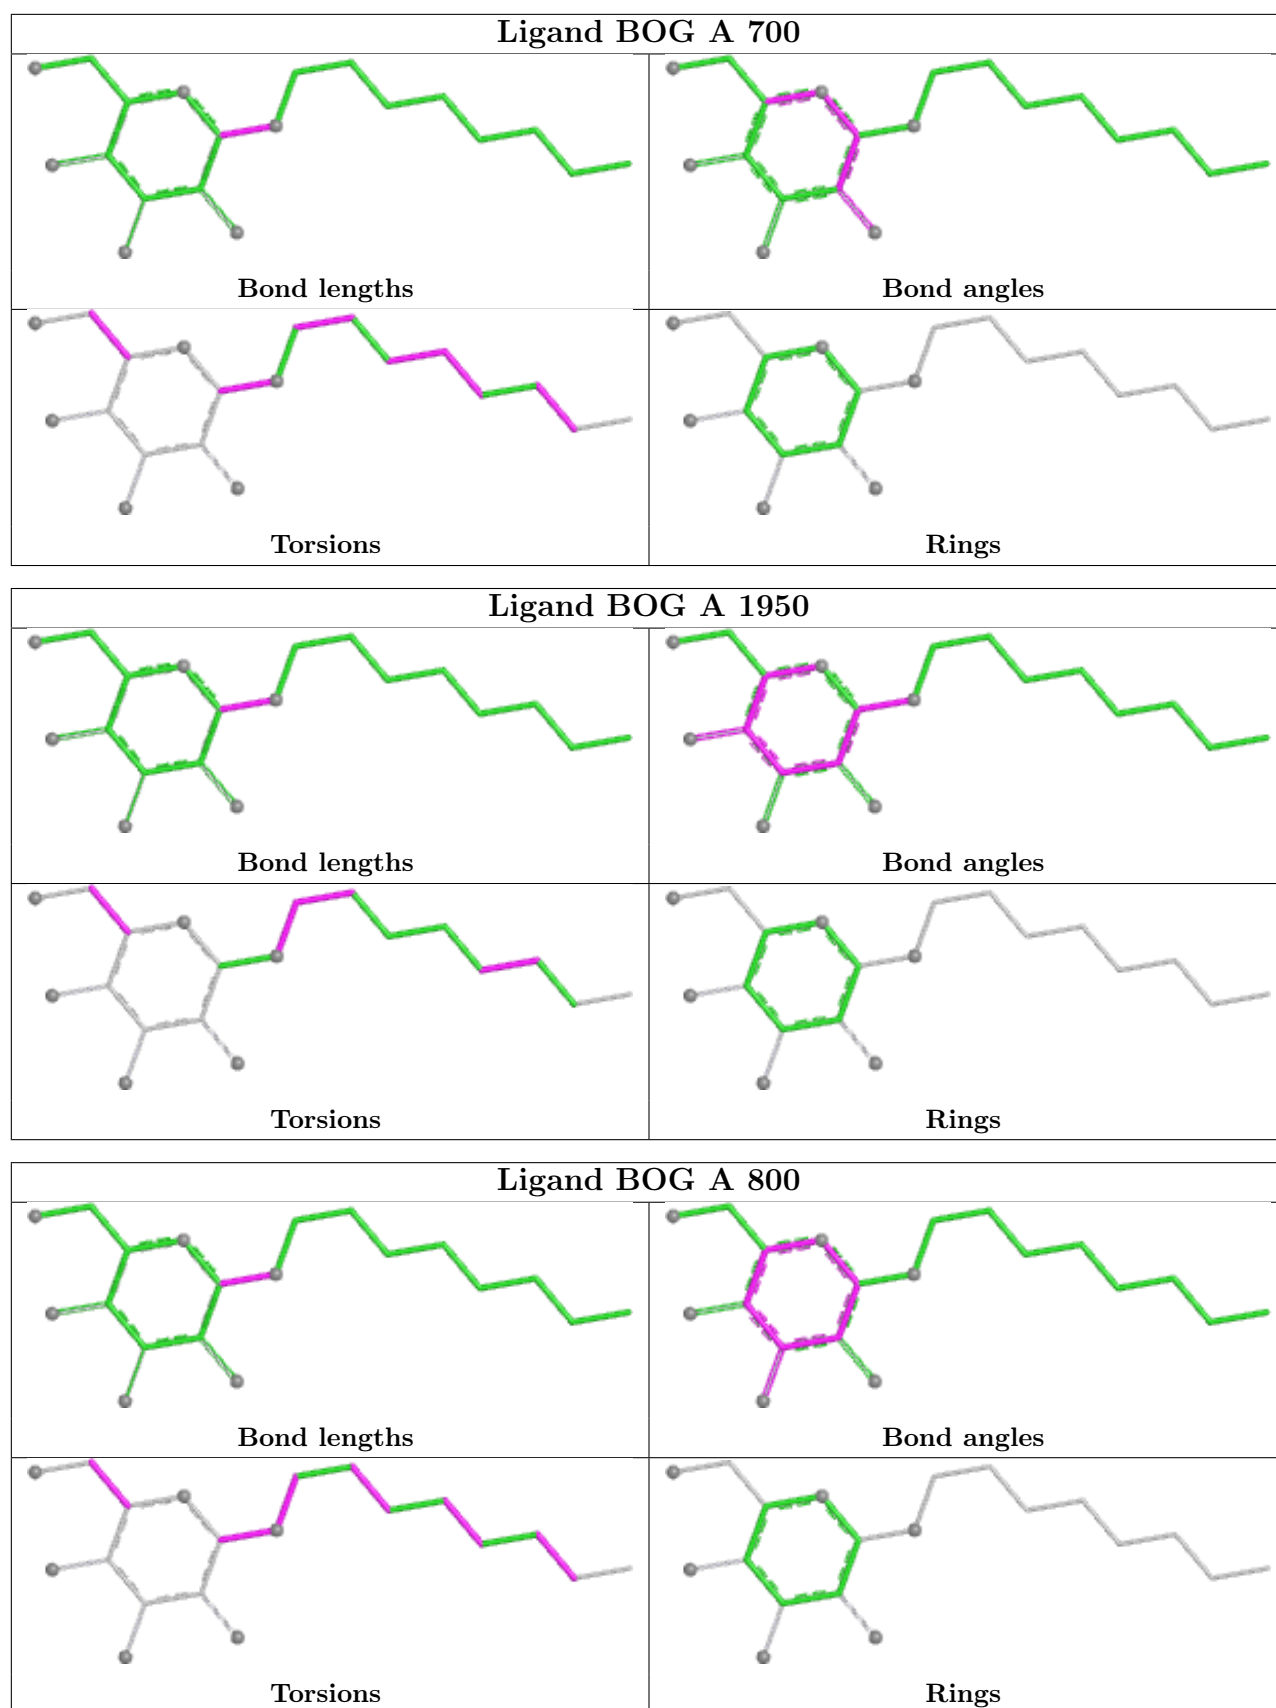 Ligand BOG A 700
Bond lengths
Bond angles
Torsions
Rings
Ligand BOG A 1950
Bond lengths
Bond angles
Torsions
Rings
Ligand BOG A 800
Bond lengths
Bond angles
Torsions
Rings